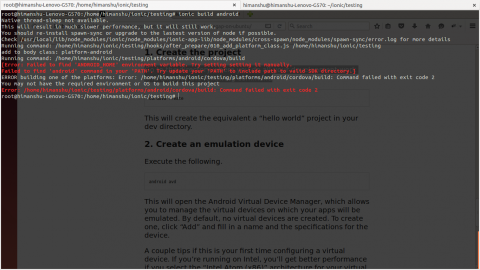 root@himanshu-Lenovo-G570: /home/himanshu/ionic/testing
himanshu@himanshu-Lenovo-G570: ~/ionic/testing
root@himanshu-Lenovo-G570:/home/himanshu/ionic/testing# ionic build android
Native thread-sleep not available.
This will result in much slower performance, but it will still work.
You should re-install spawn-sync or upgrade to the lastest version of node if possible.
Check /usr/local/lib/node_modules/ionic/node_modules/ionic-app-lib/node_modules/cross-spawn/node_modules/spawn-sync/error.log for more details
Running command: /home/himanshu/ionic/testing/hooks/after_prepare/010_add_platform_class.js /home/himanshu/ionic/testing
add to body class: platform-android
Running command: /home/himanshu/ionic/testing/platforms/android/cordova/build
[Error: Failed to find 'ANDROID_HOME' environment variable. Try setting setting it manually.
Failed to find 'android' command in your 'PATH'. Try update your 'PATH' to include path to valid SDK directory.]
ERROR building one of the platforms: Error: /home/himanshu/ionic/testing/platforms/android/cordova/build: Command failed with exit code 2
You may not have the required environment or OS to build this project
Error: /home/himanshu/ionic/testing/platforms/android/cordova/build: Command failed with exit code 2
root@himanshu-Lenovo-G570:/home/himanshu/ionic/testing#
1. Create the project
This will create the equivalent a "hello world" project in your
dev directory.
2. Create an emulation device
Execute the following.
android avd
This will open the Android Virtual Device Manager, which allows
you to manage the virtual devices on which your apps will be
emulated. By default, no virtual devices are created. To create
one, click "Add" and fill in a name and the specifications for the
device.
A couple tips if this is your first time configuring a virtual
device. If you're running on Intel, you'll get better performance
if you select the "Intel Atom (x86)" architecture for your virtual